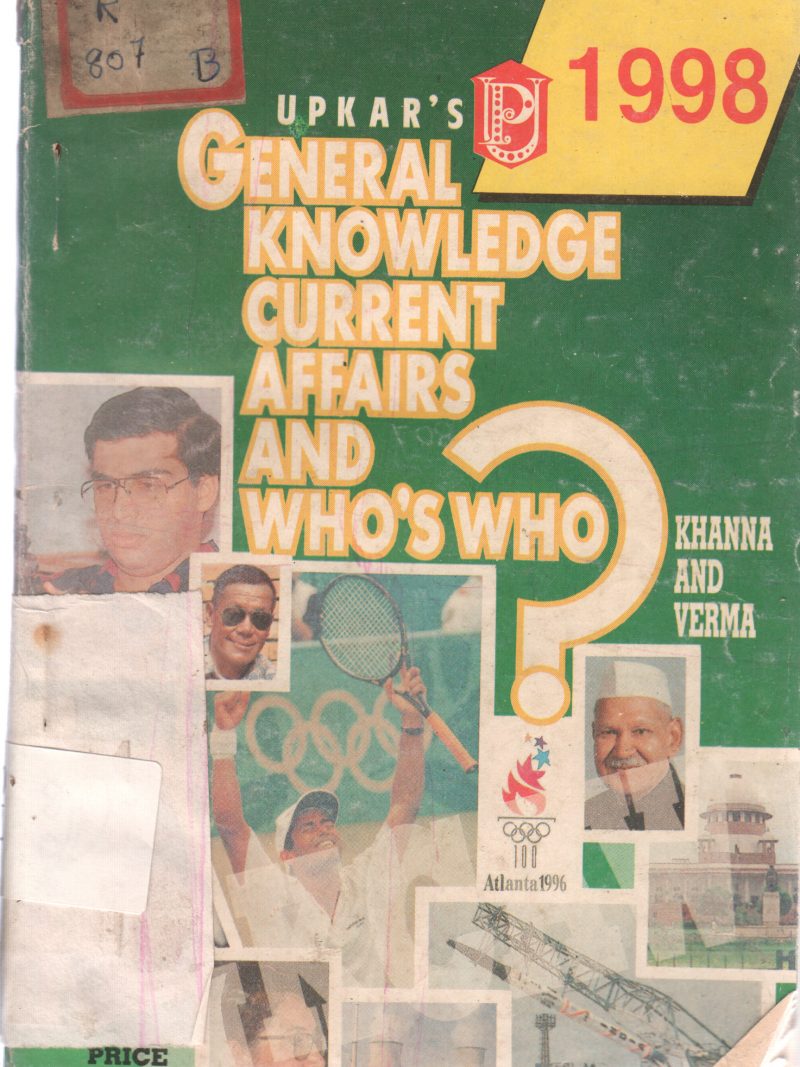 R
807 B
1998
UPKAR'S
GENERAL
KNOWLEDGE
CURRENT
AFFAIRS
AND
WHO'S WHO?
KHANNA
AND
VERMA
Atlanta 1996
PRICE